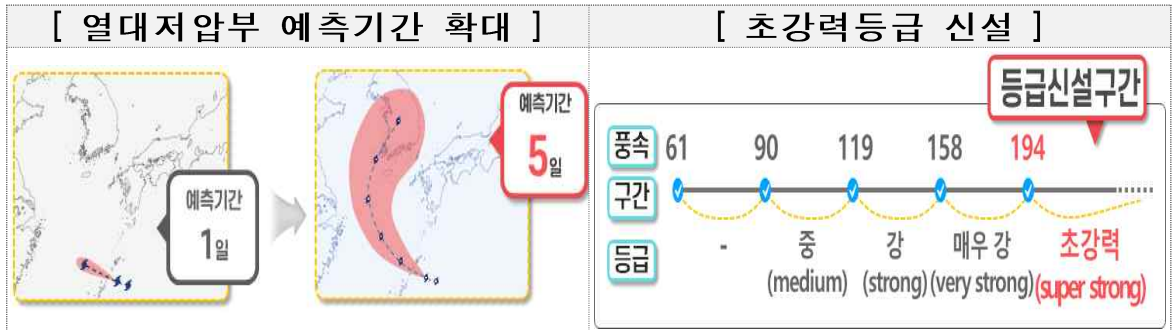 [ 열대저압부 예측기간 확대 ]
예측기간
1일
예측기간
5일
[ 초강력등급 신설 ]
등급신설구간
풍속 61 90 119 158 194
구간
등급 - 중 강 매우 강 초강력
(medium) (strong) (very strong) (super strong)